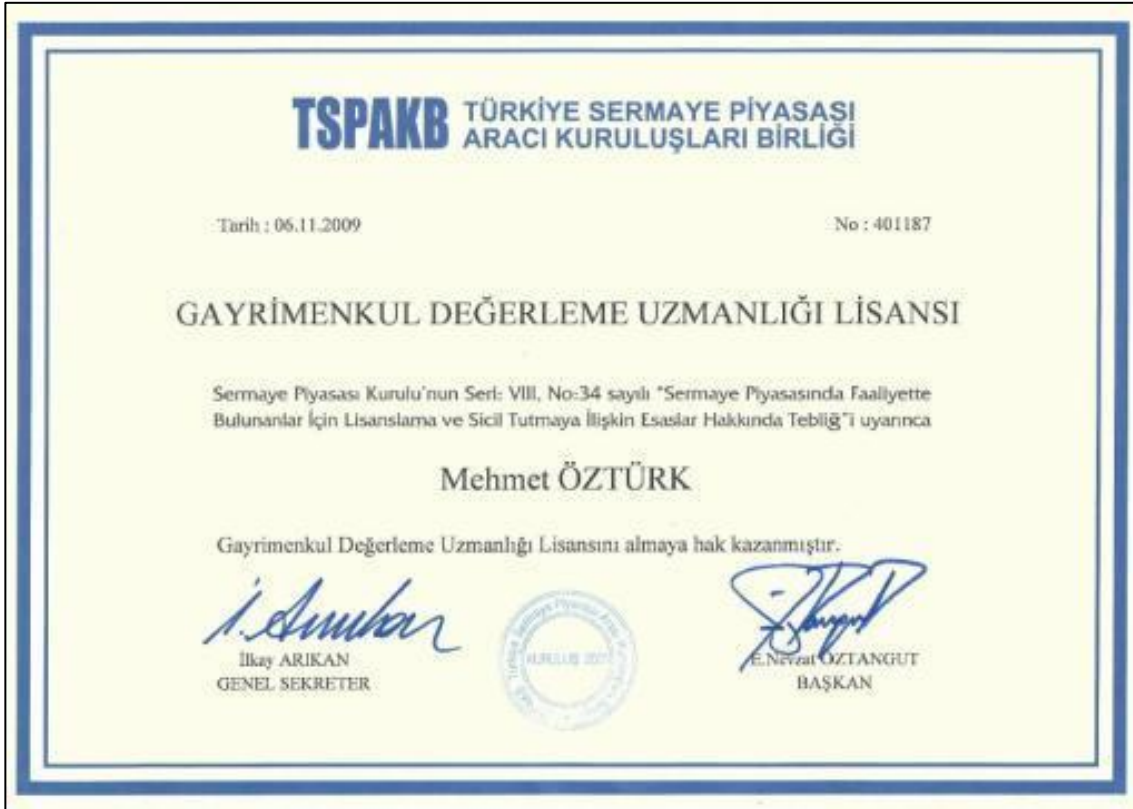 TSPAKB TÜRKİYE SERMAYE PİYASASI
ARACI KURULUŞLARI BİRLİĞİ
Tarih : 06.11.2009
No : 401187
GAYRİMENKUL DEĞERLEME UZMANLIĞI LİSANSI
Sermaye Piyasası Kurulu'nun Seri: VIII, No:34 sayılı "Sermaye Piyasasında Faaliyette
Bulunanlar İçin Lisanslama ve Sicil Tutmaya İlişkin Esaslar Hakkında Tebliğ"i uyarınca
Mehmet ÖZTÜRK
Gayrimenkul Değerleme Uzmanlığı Lisansını almaya hak kazanmıştır.
İlkay ARIKAN
GENEL SEKRETER
E.Nevzat ÖZTANGUT
BAŞKAN